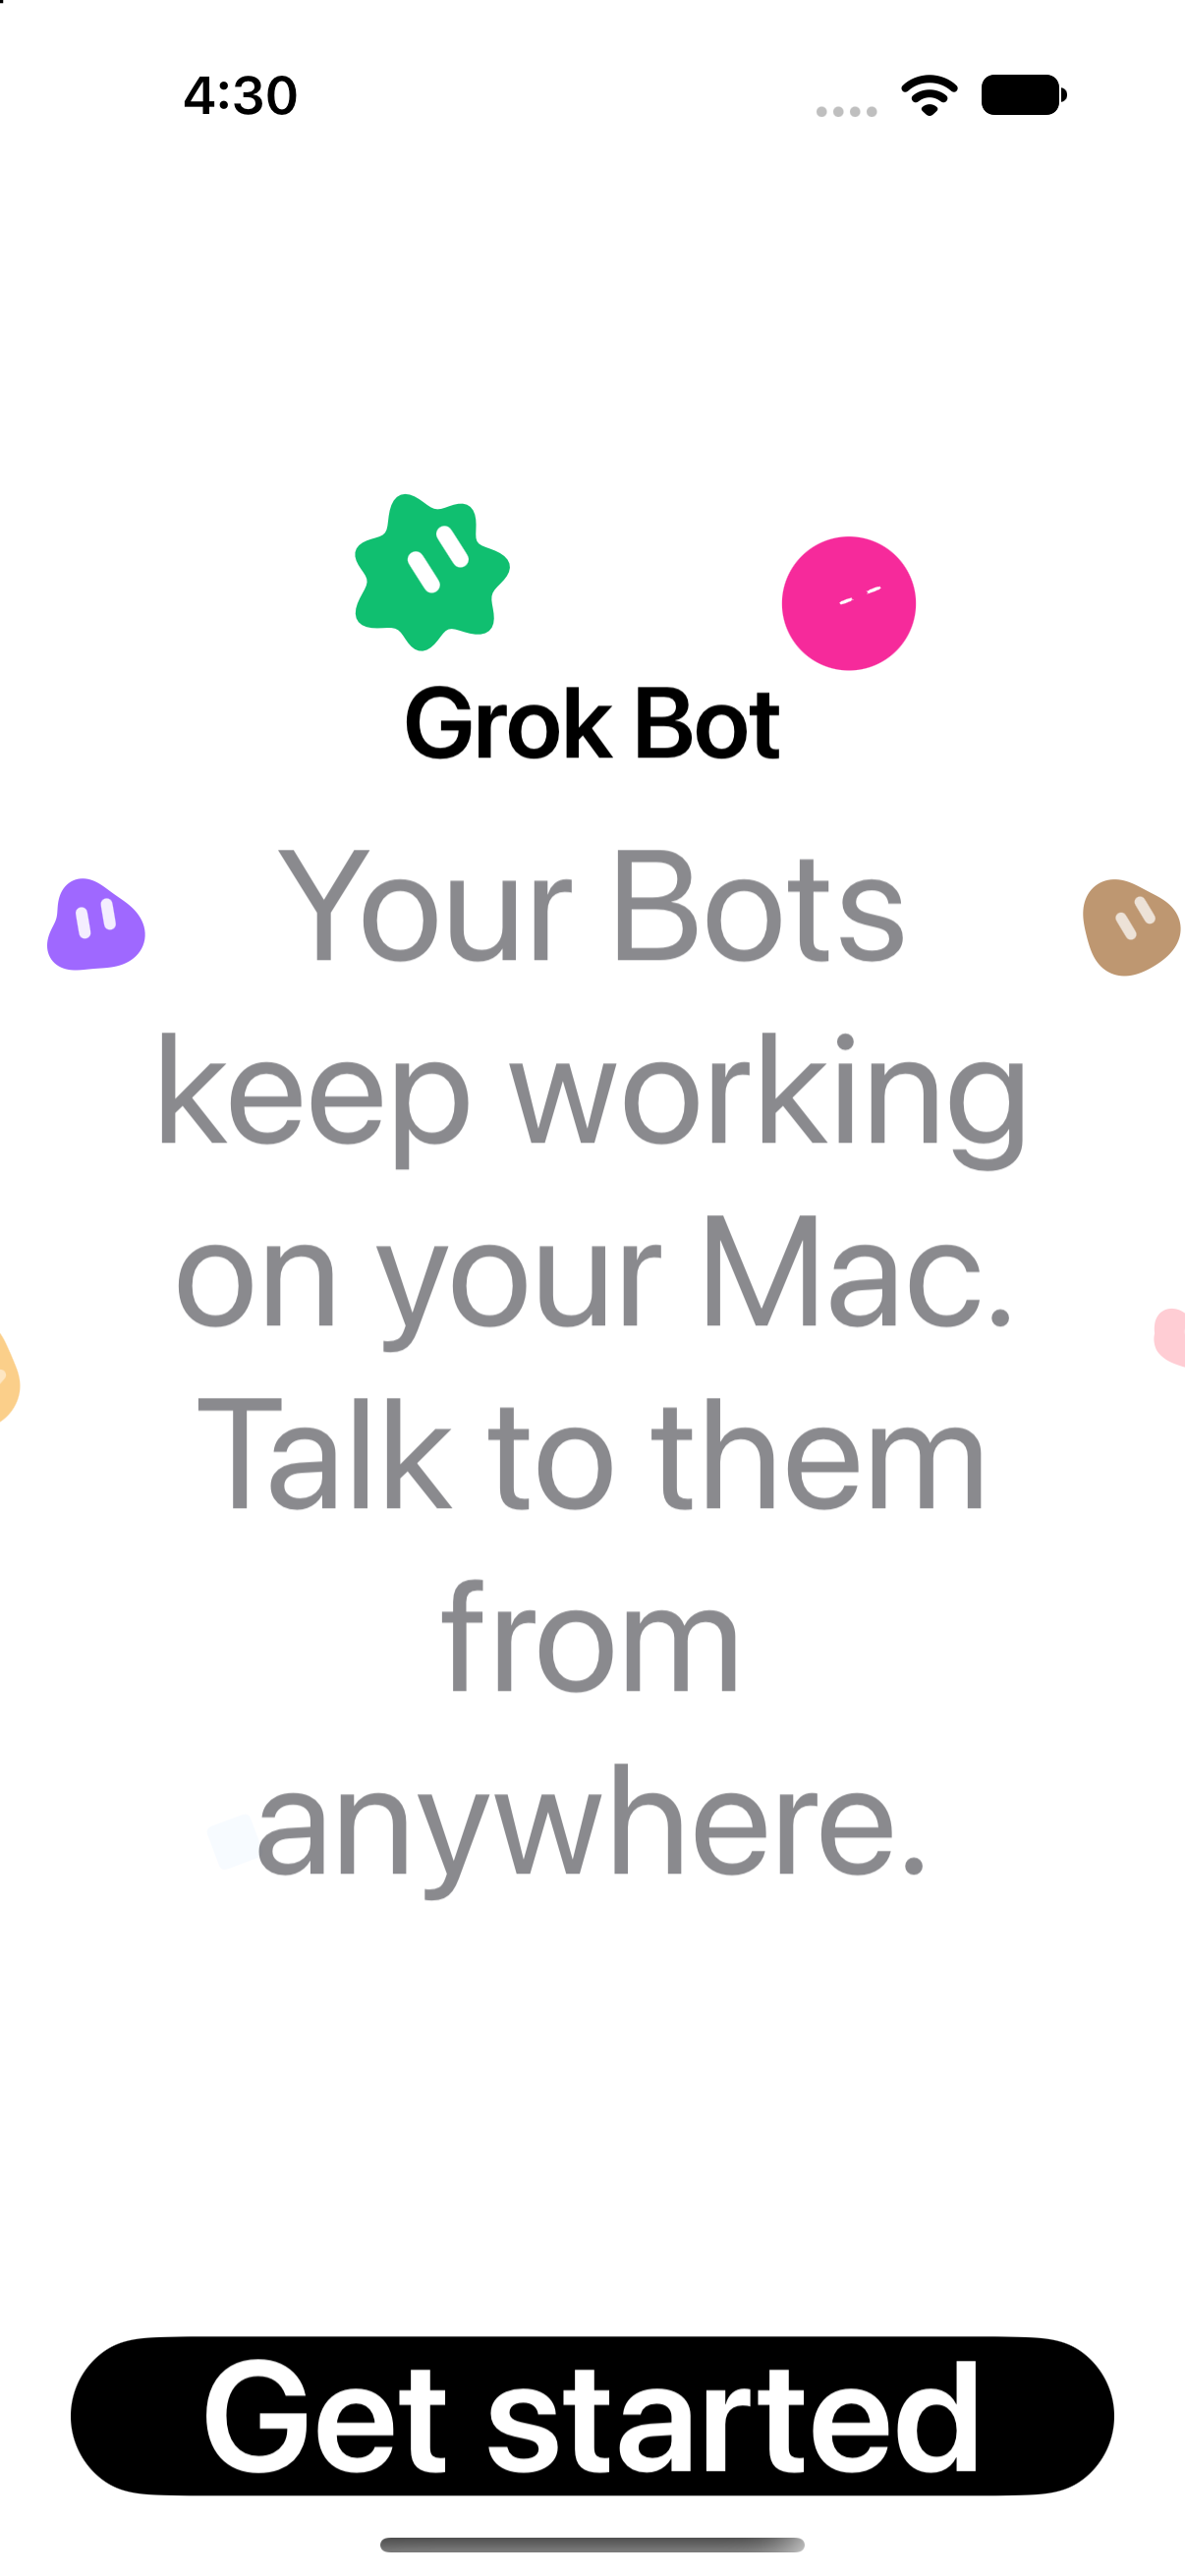 4:30
Grok Bot
Your Bots
keep working
on your Mac.
Talk to them
from
anywhere.
Get started